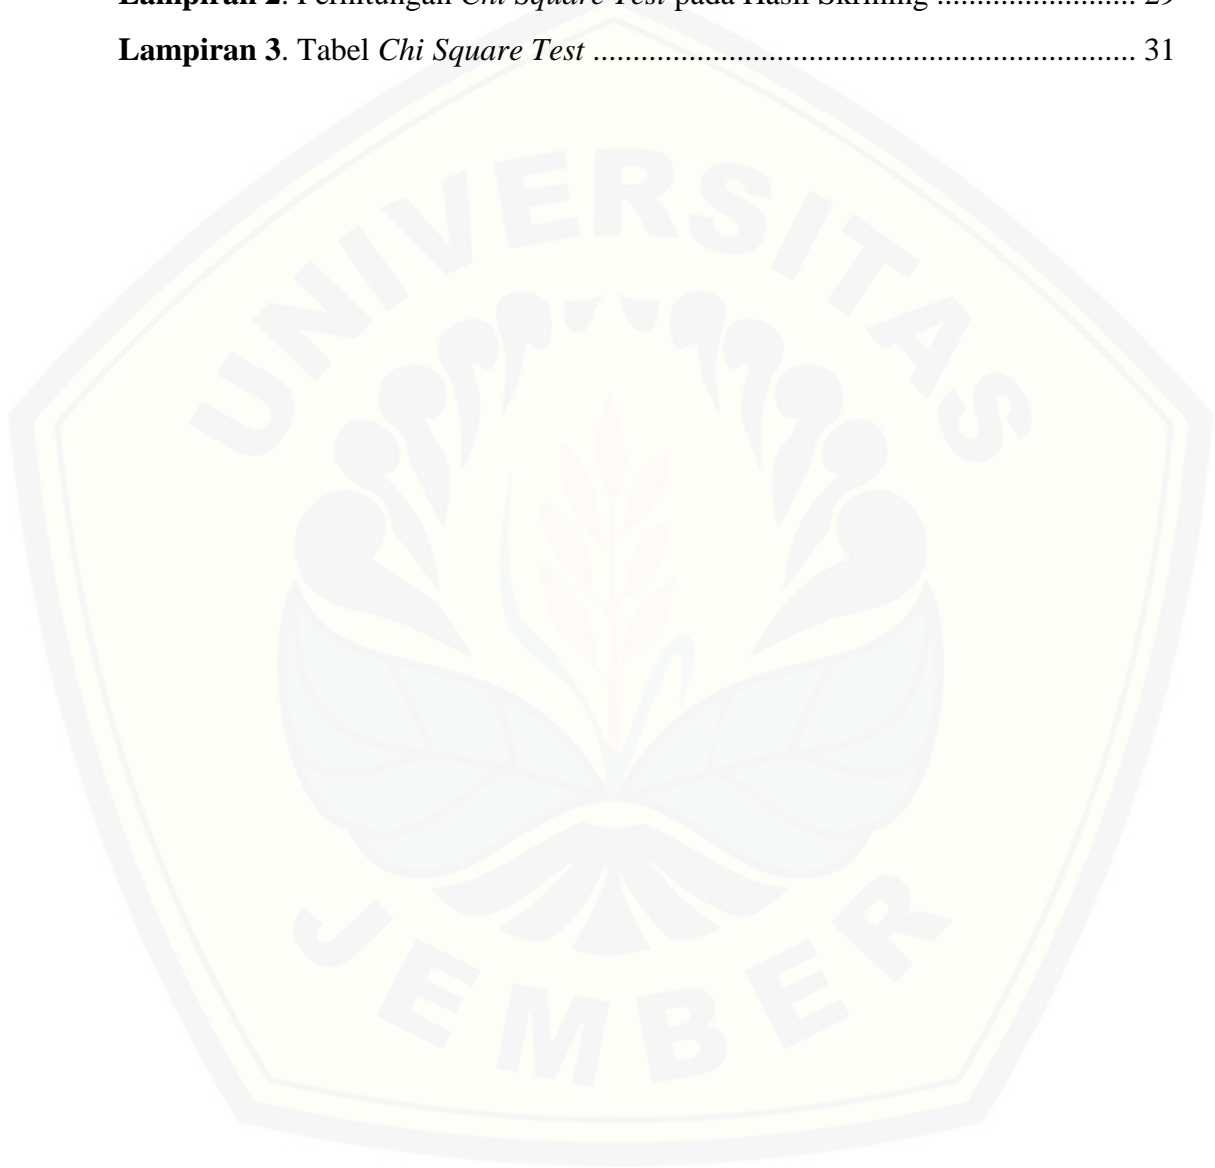 Lampiran 2. Perhitungan Chi Square Test pada Hasil Skrining ......................... 29
Lampiran 3. Tabel Chi Square Test ..................................................................... 31
UNIVERSITAS
JEMBER